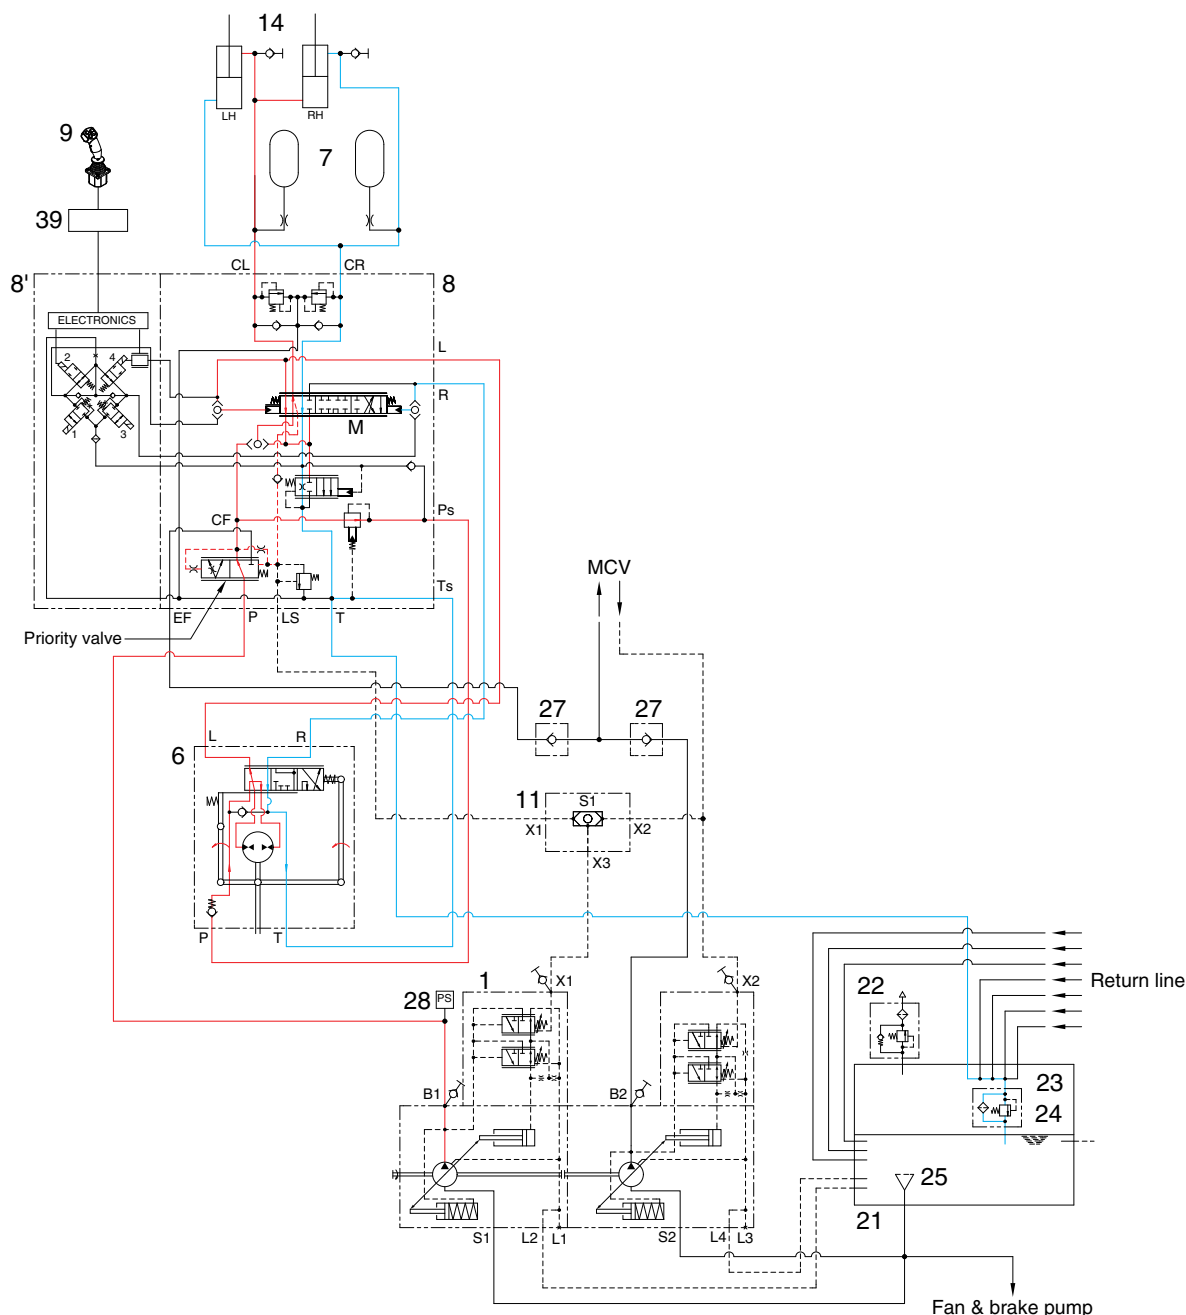 14
LH
RH
9
7
39
CL
CR
8'
8
ELECTRONICS
L
2
4
R
M
1
3
CF
Ps
MCV
Ts
EF
P
LS
T
Priority valve
27
27
L
R
6
11
S1
X1
X2
X3
P
T
1
X1
X2
22
Return line
28
PS
B1
B2
23
24
25
21
S1
L2
L1
S2
L4
L3
Fan & brake pump